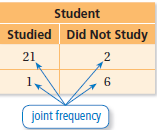 Student
Studied Did Not Study
21 2
1 6
joint frequency